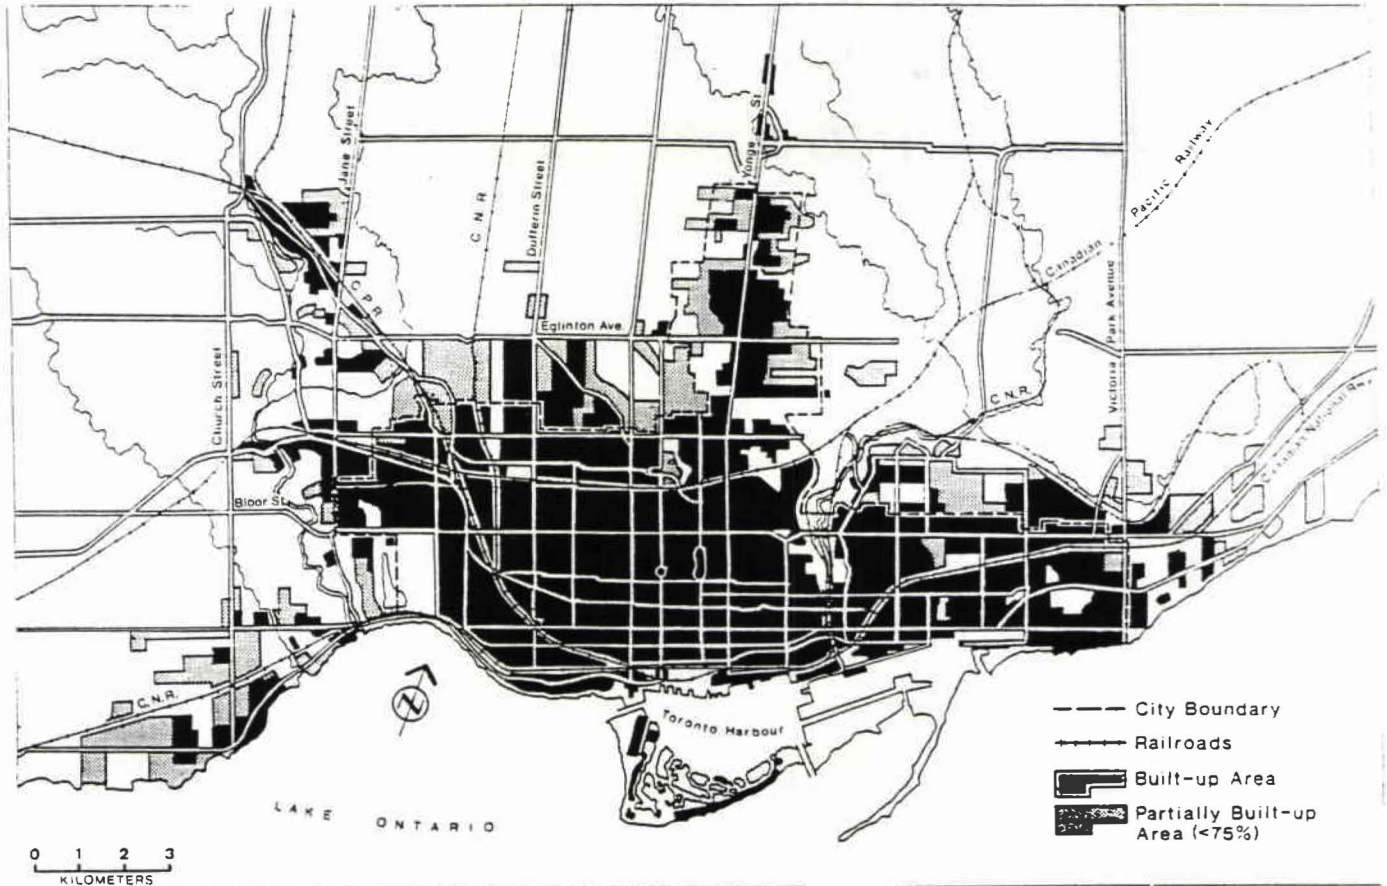 Jane Street
Yonge St.
Pacific Railway
C.N.R.
Dufferin Street
Canadian
C.P.R.
Victoria Park Avenue
Eglinton Ave.
Church Street
C.N.R.
Canadian National
Bloor St.
C.N.R.
N
Toronto Harbour
LAKE ONTARIO
City Boundary
Railroads
Built-up Area
Partially Built-up
Area (<75%)
0 1 2 3
KILOMETERS